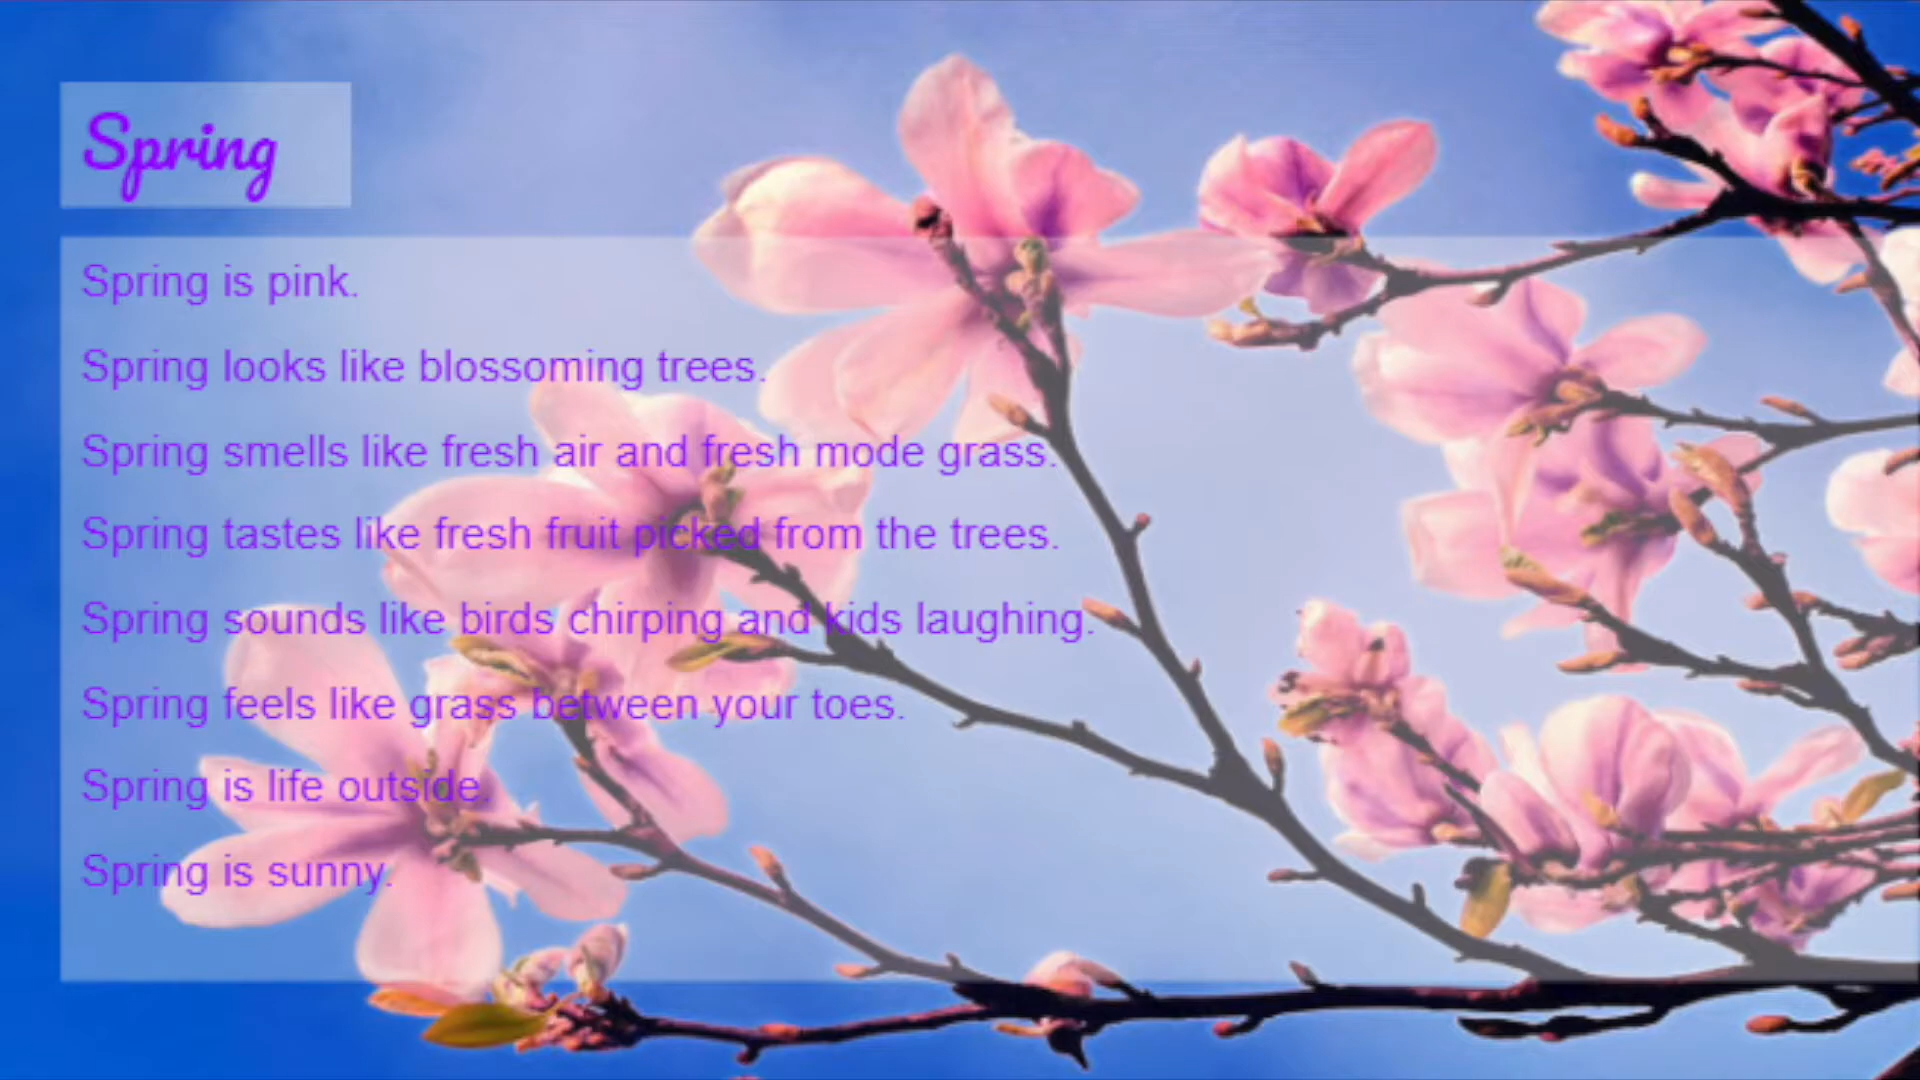 Spring
Spring is pink.
Spring looks like blossoming trees.
Spring smells like fresh air and fresh mode grass.
Spring tastes like fresh fruit picked from the trees.
Spring sounds like birds chirping and kids laughing.
Spring feels like grass between your toes.
Spring is life outside.
Spring is sunny.